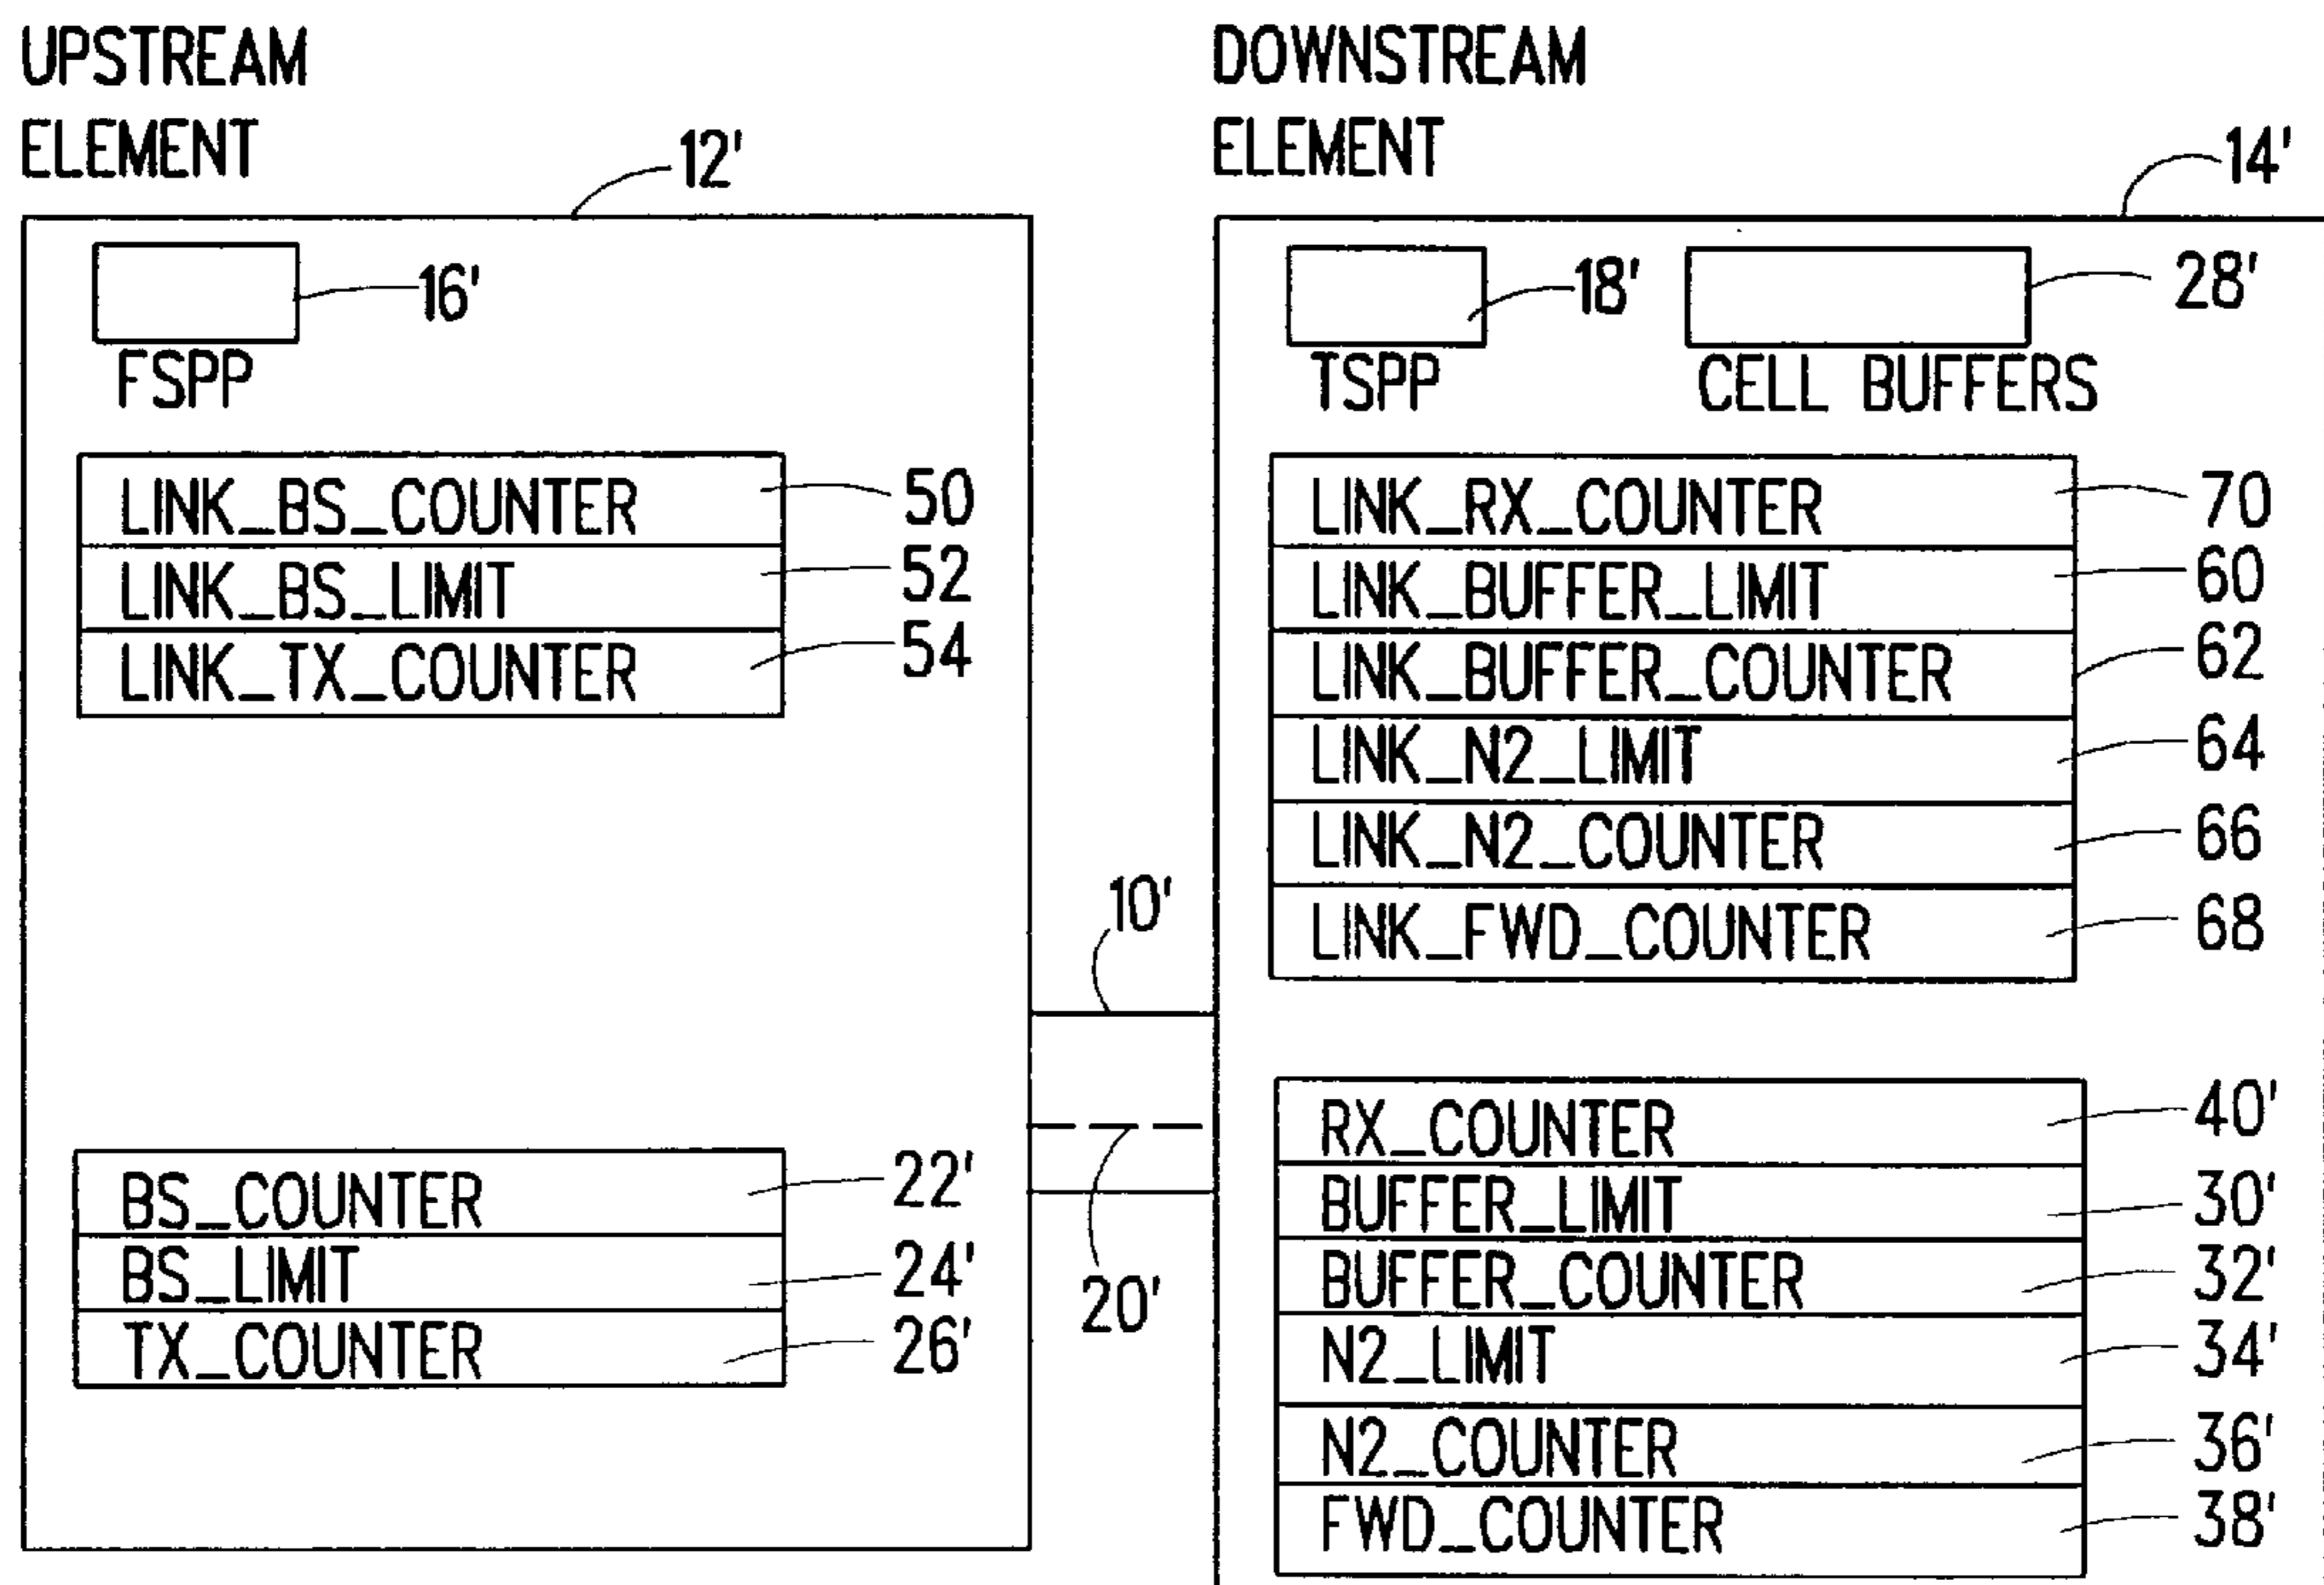 UPSTREAM
ELEMENT
12'
16'
FSPP
LINK_BS_COUNTER 50
LINK_BS_LIMIT 52
LINK_TX_COUNTER 54
BS_COUNTER 22'
BS_LIMIT 24'
TX_COUNTER 26'
10'
20'
DOWNSTREAM
ELEMENT
14'
18'
28'
TSPP CELL BUFFERS
LINK_RX_COUNTER 70
LINK_BUFFER_LIMIT 60
LINK_BUFFER_COUNTER 62
LINK_N2_LIMIT 64
LINK_N2_COUNTER 66
LINK_FWD_COUNTER 68
RX_COUNTER 40'
BUFFER_LIMIT 30'
BUFFER_COUNTER 32'
N2_LIMIT 34'
N2_COUNTER 36'
FWD_COUNTER 38'